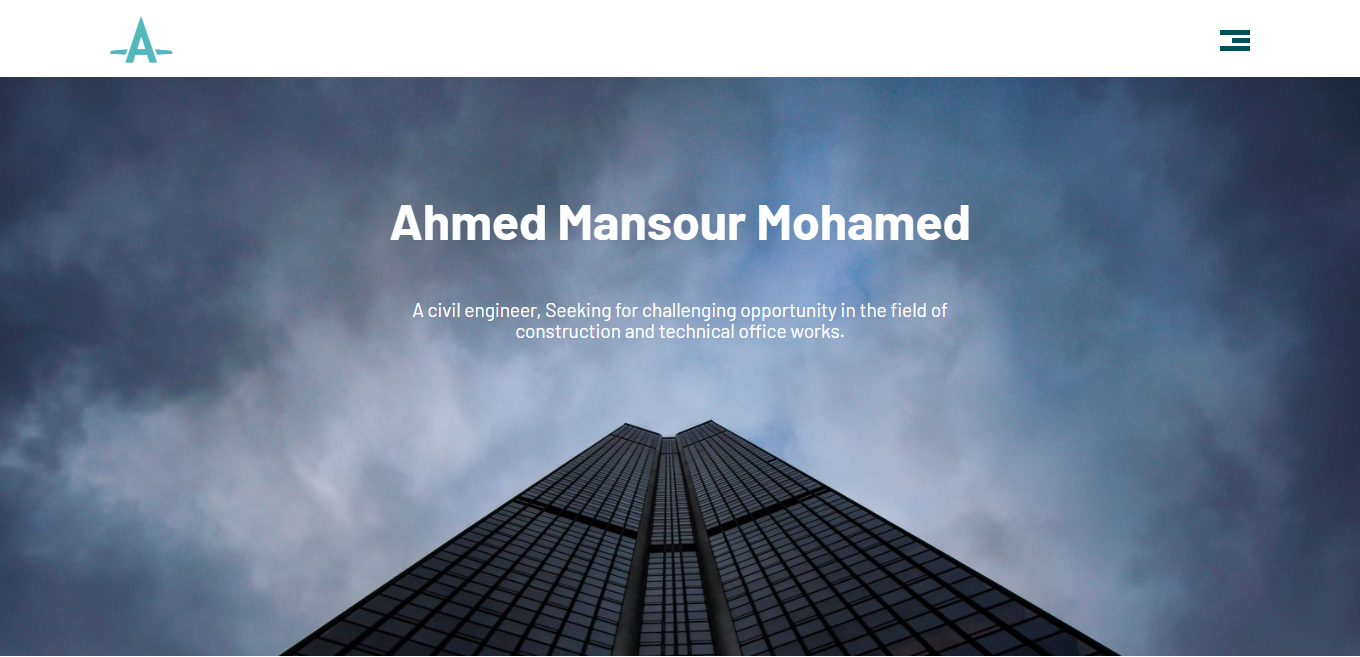 A
Ahmed Mansour Mohamed
A civil engineer, Seeking for challenging opportunity in the field of
construction and technical office works.